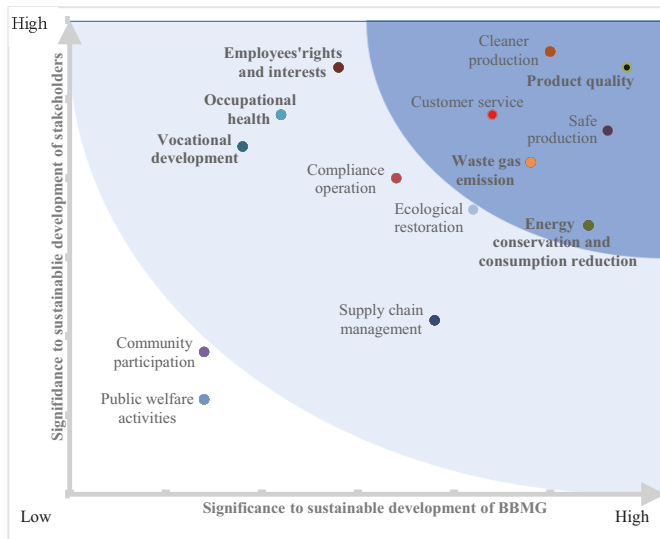 High
Signifidance to sustainablie development of stakeholders
Employees'rights
and interests
Cleaner
production
Product quality
Occupational
health
Customer service
Safe
production
Vocational
development
Compliance
operation
Waste gas
emission
Ecological
restoration
Energy
conservation and
consumption reduction
Supply chain
management
Community
participation
Public welfare
activities
Low
Significance to sustainable development of BBMG
High